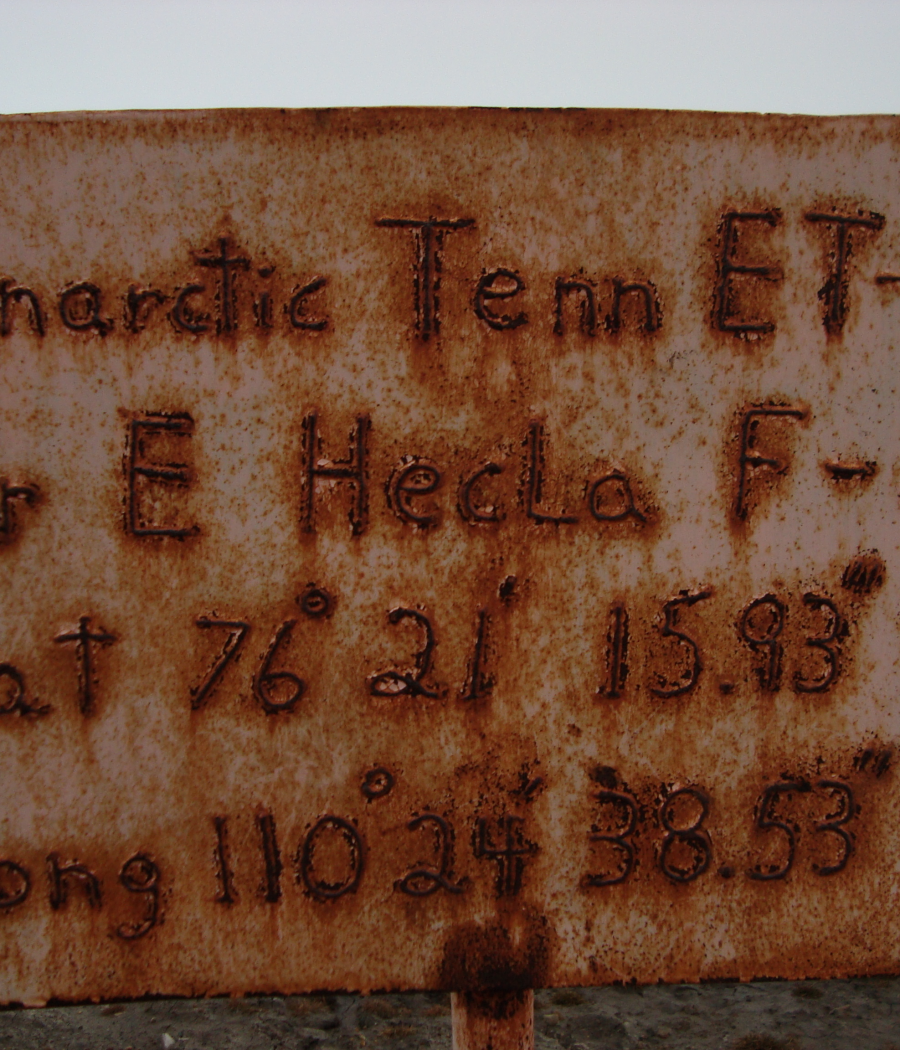 narctic Tenn ET-
r E Hecla F-
at 76° 21' 15.93"
ong 110° 24' 38.53"